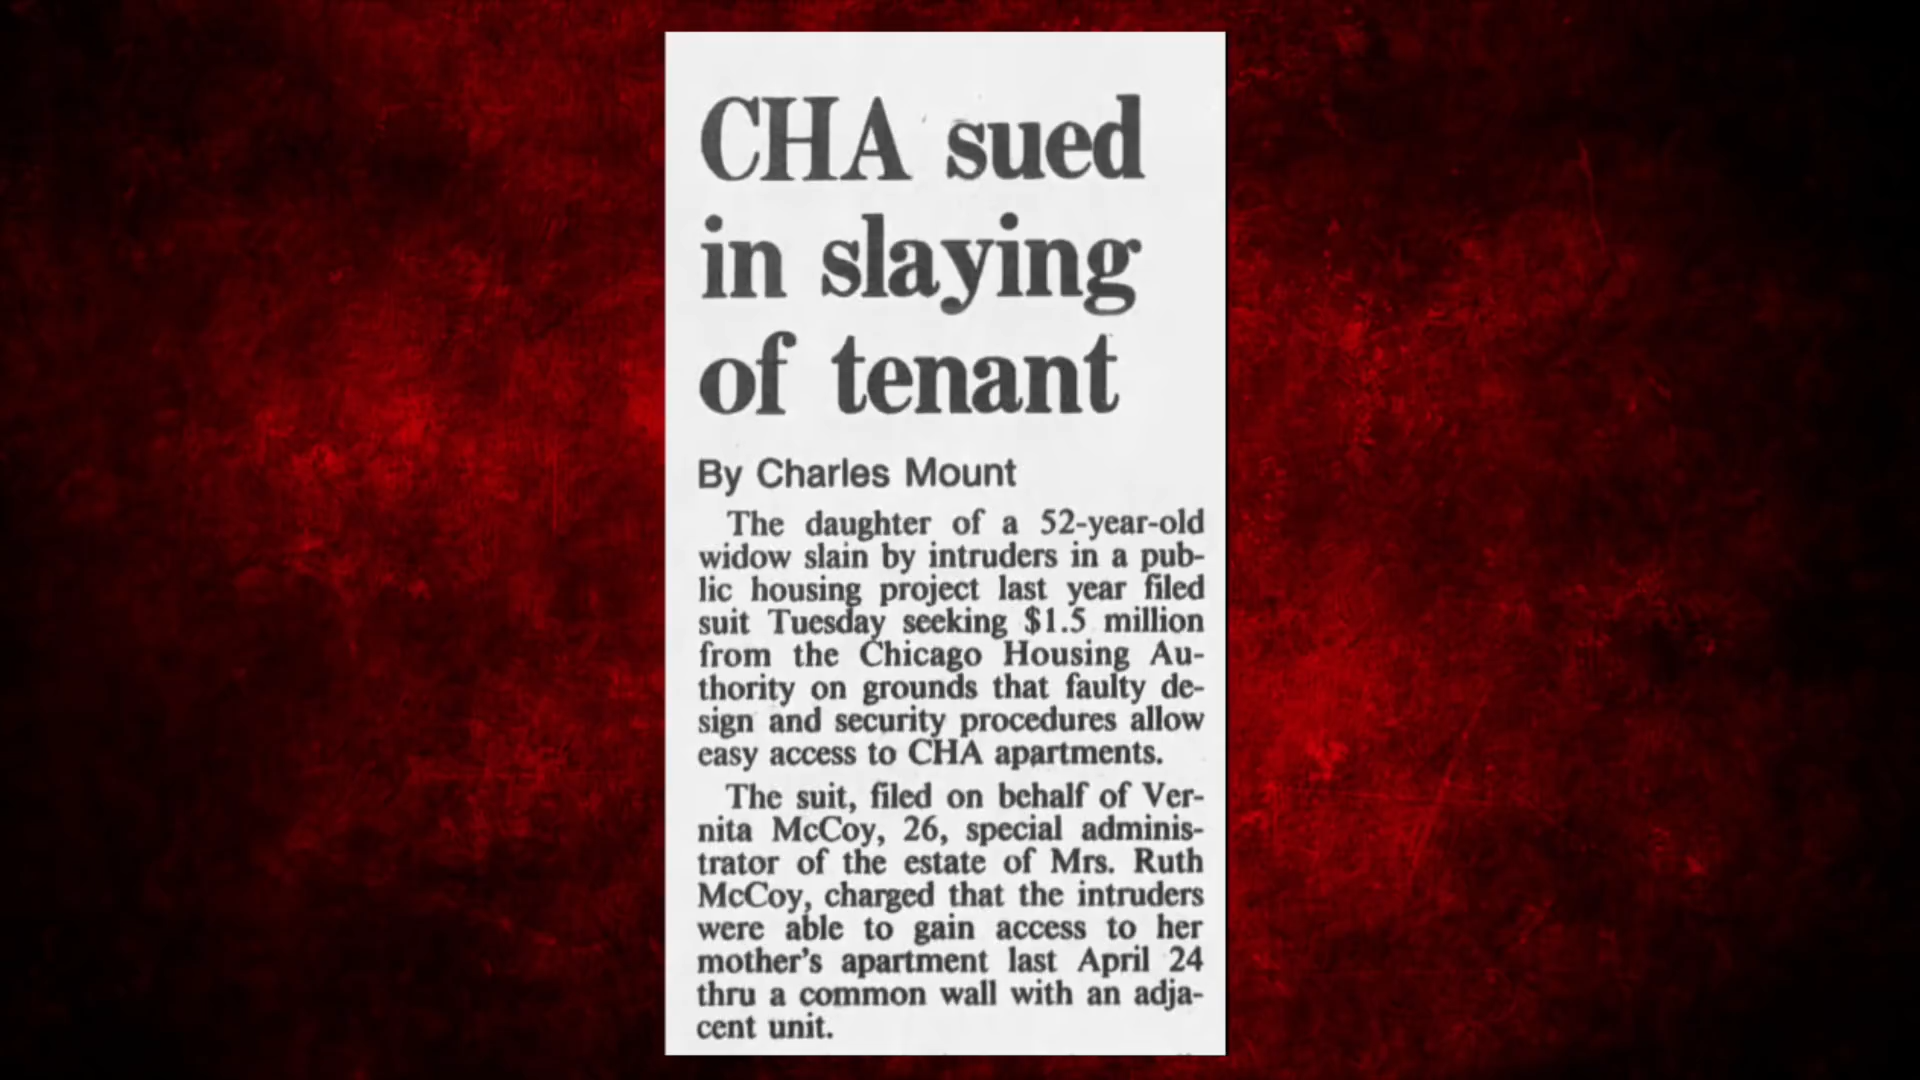 CHA sued
in slaying
of tenant
By Charles Mount
The daughter of a 52-year-old
widow slain by intruders in a pub-
lic housing project last year filed
suit Tuesday seeking $1.5 million
from the Chicago Housing Au-
thority on grounds that faulty de-
sign and security procedures allow
easy access to CHA apartments.
The suit, filed on behalf of Ver-
nita McCoy, 26, special adminis-
trator of the estate of Mrs. Ruth
McCoy, charged that the intruders
were able to gain access to her
mother's apartment last April 24
thru a common wall with an adja-
cent unit.